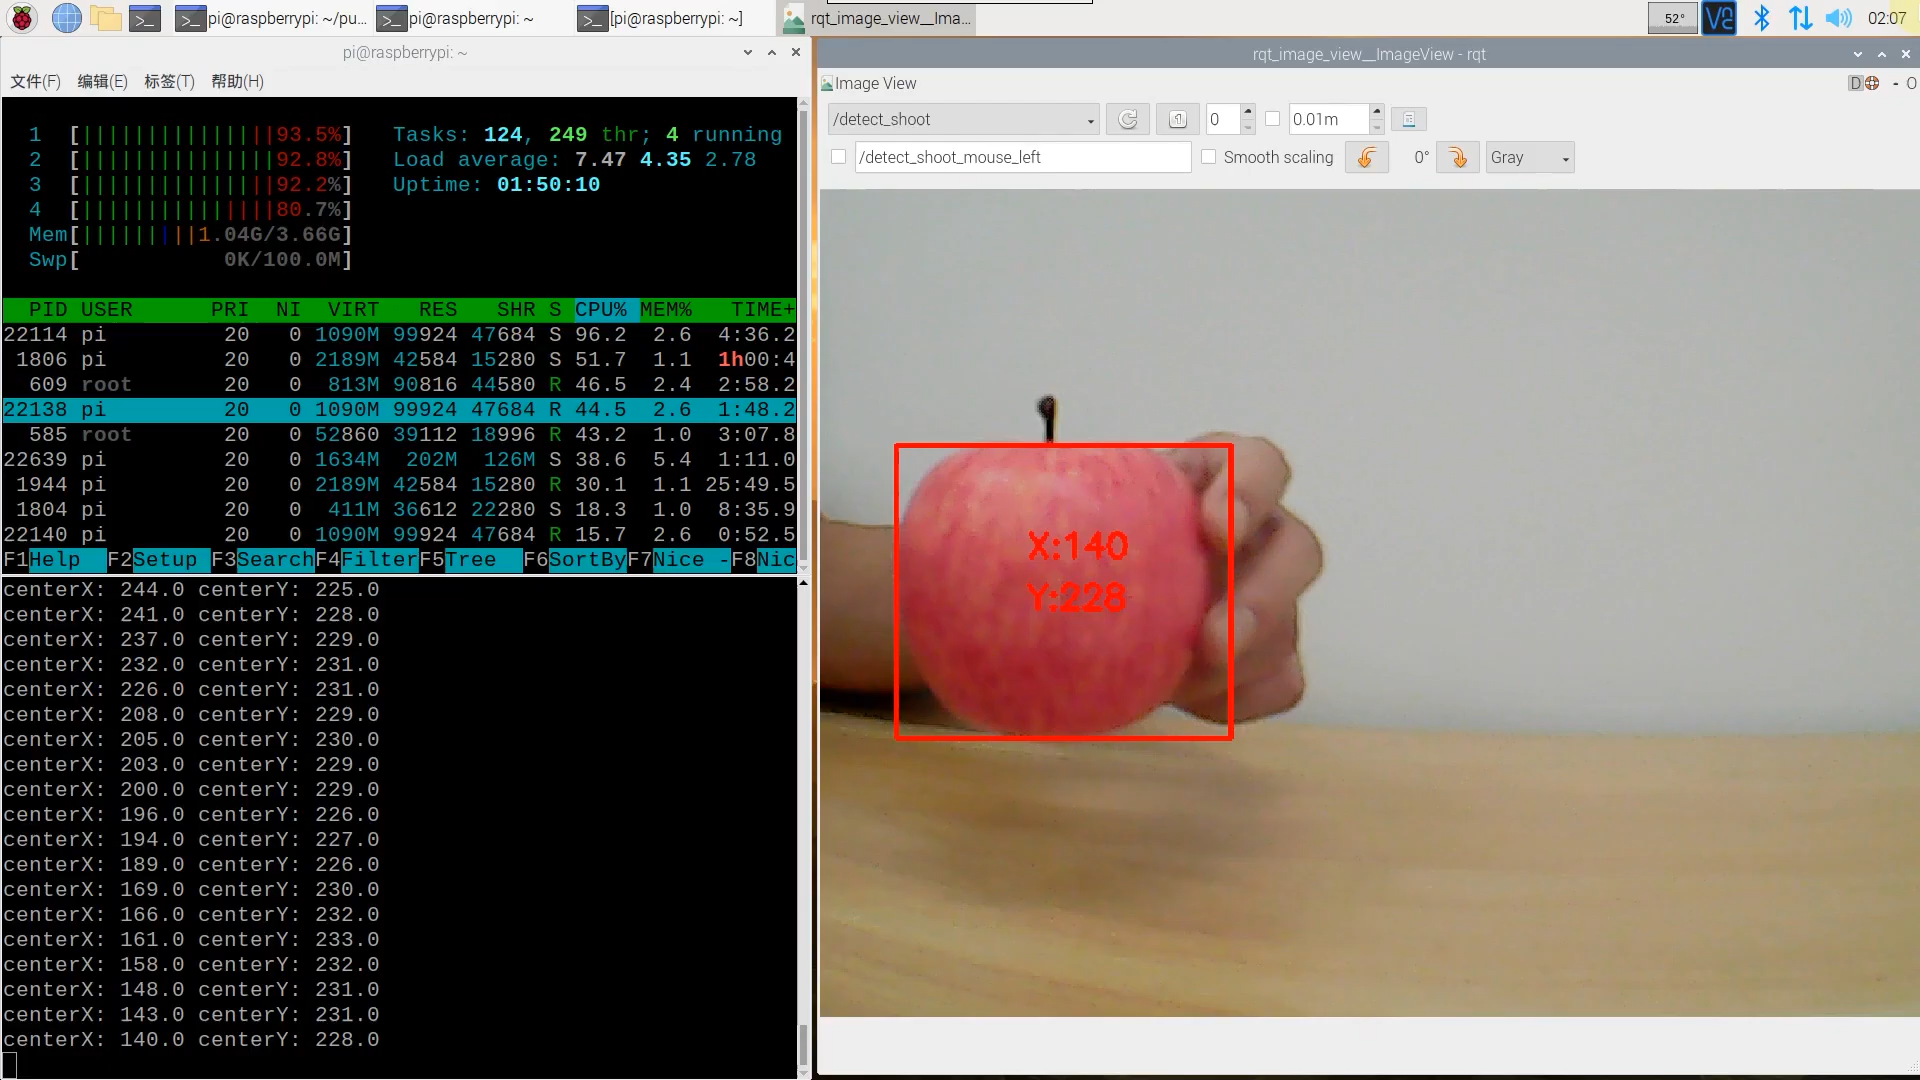 pi@raspberrypi: ~/pu...
pi@raspberrypi: ~
[pi@raspberrypi: ~]
rqt_image_view__Ima...
52°
02:07
pi@raspberrypi: ~
文件(F) 编辑(E) 标签(T) 帮助(H)
1 [||||||||||||||||93.5%] Tasks: 124, 249 thr; 4 running
2 [||||||||||||||||92.8%] Load average: 7.47 4.35 2.78
3 [||||||||||||||||92.2%] Uptime: 01:50:10
4 [||||||||||||||||80.7%]
Mem[|||||||||1.04G/3.66G]
Swp[ 0K/100.0M]
PID USER PRI NI VIRT RES SHR S CPU% MEM% TIME+
22114 pi 20 0 1090M 99924 47684 S 96.2 2.6 4:36.2
1806 pi 20 0 2189M 42584 15280 S 51.7 1.1 1h00:4
609 root 20 0 813M 90816 44580 R 46.5 2.4 2:58.2
22138 pi 20 0 1090M 99924 47684 R 44.5 2.6 1:48.2
585 root 20 0 52860 39112 18996 R 43.2 1.0 3:07.8
22639 pi 20 0 1634M 202M 126M S 38.6 5.4 1:11.0
1944 pi 20 0 2189M 42584 15280 R 30.1 1.1 25:49.5
1804 pi 20 0 411M 36612 22280 S 18.3 1.0 8:35.9
22140 pi 20 0 1090M 99924 47684 R 15.7 2.6 0:52.5
F1Help F2Setup F3SearchF4FilterF5Tree F6SortByF7Nice -F8Nic
centerX: 244.0 centerY: 225.0
centerX: 241.0 centerY: 228.0
centerX: 237.0 centerY: 229.0
centerX: 232.0 centerY: 231.0
centerX: 226.0 centerY: 231.0
centerX: 208.0 centerY: 229.0
centerX: 205.0 centerY: 230.0
centerX: 203.0 centerY: 229.0
centerX: 200.0 centerY: 229.0
centerX: 196.0 centerY: 226.0
centerX: 194.0 centerY: 227.0
centerX: 189.0 centerY: 226.0
centerX: 169.0 centerY: 230.0
centerX: 166.0 centerY: 232.0
centerX: 161.0 centerY: 233.0
centerX: 158.0 centerY: 232.0
centerX: 148.0 centerY: 231.0
centerX: 143.0 centerY: 231.0
centerX: 140.0 centerY: 228.0
rqt_image_view__ImageView - rqt
Image View
D - O
/detect_shoot 1 0 0.01m
/detect_shoot_mouse_left Smooth scaling 0° Gray
X:140
Y:228